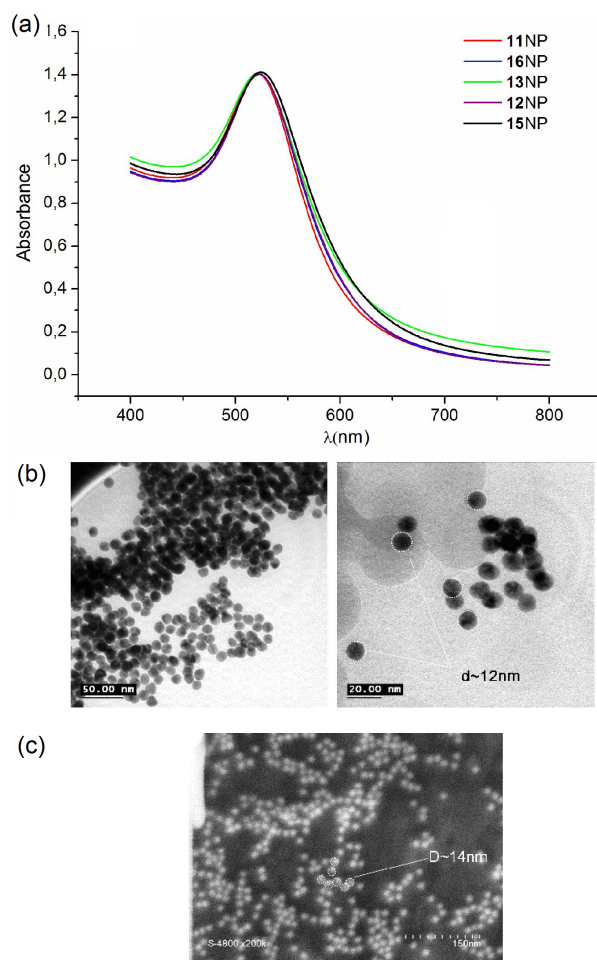 (a)
1,6
1,4
1,2
1,0
0,8
0,6
0,4
0,2
0,0
Absorbance
400
500
600
700
800
λ(nm)
11NP
16NP
13NP
12NP
15NP
(b)
50.00 nm
20.00 nm
d~12nm
(c)
D~14nm
S-4800 x200k
150nm